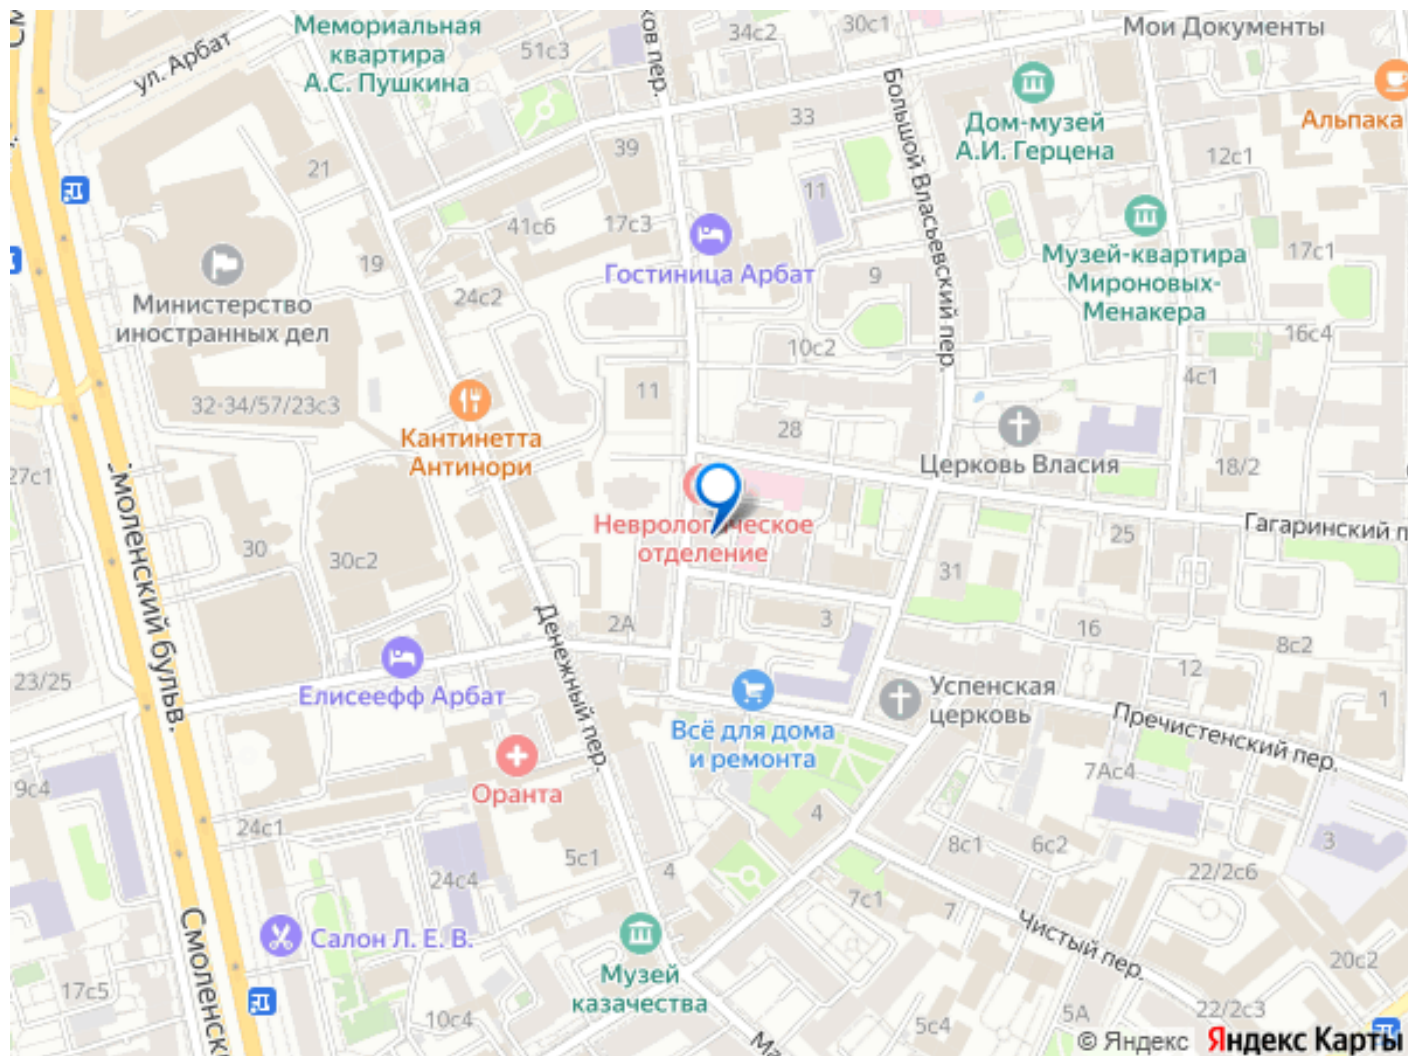 Мемориальная
квартира
А.С. Пушкина
ул. Арбат
51с3
ков пер.
34с2
30с1
Мои Документы
Альпака
33
39
Дом-музей
А.И. Герцена
12с1
21
11
41с6
17с3
Большой Власьевский пер.
Гостиница Арбат
9
Музей-квартира
Мироновых-
Менакера
17с1
19
24с2
Министерство
иностранных дел
16с4
10с2
4с1
11
32-34/57/23с3
Кантинетта
Антинори
28
Церковь Власия
18/2
27с1
Неврологическое
отделение
25
Гагаринский п
30
30с2
31
Смоленский бульв.
Денежный пер.
2А
3
16
8с2
12
23/25
Елисеефф Арбат
Успенская
церковь
1
Пречистенский пер.
Всё для дома
и ремонта
7Ас4
9с4
Оранта
24с1
4
5с1
8с1
6с2
3
24с4
4
7с1
7
22/2с6
Чистый пер.
Салон Л. Е. В.
Смоленск
Музей
казачества
17с5
20с2
10с4
5с4
5А
22/2с3
Ма
© Яндекс Яндекс Карты